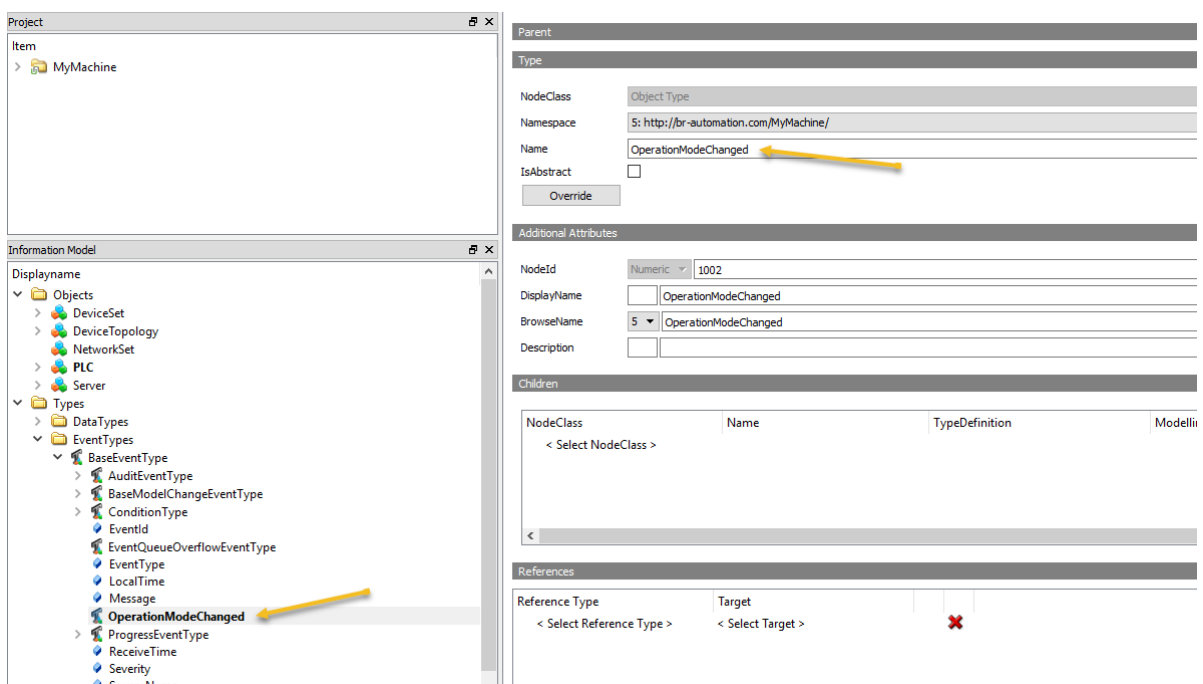 Project
Item
MyMachine
Information Model
Displayname
Objects
DeviceSet
DeviceTopology
NetworkSet
PLC
Server
Types
DataTypes
EventTypes
BaseEventType
AuditEventType
BaseModelChangeEventType
ConditionType
EventId
EventQueueOverflowEventType
EventType
LocalTime
Message
OperationModeChanged
ProgressEventType
ReceiveTime
Severity
Parent
Type
NodeClass Object Type
Namespace 5: http://br-automation.com/MyMachine/
Name OperationModeChanged
IsAbstract
Override
Additional Attributes
NodeId Numeric 1002
DisplayName OperationModeChanged
BrowseName 5 OperationModeChanged
Description
Children
NodeClass Name TypeDefinition Modelli
< Select NodeClass >
References
Reference Type Target
< Select Reference Type > < Select Target >